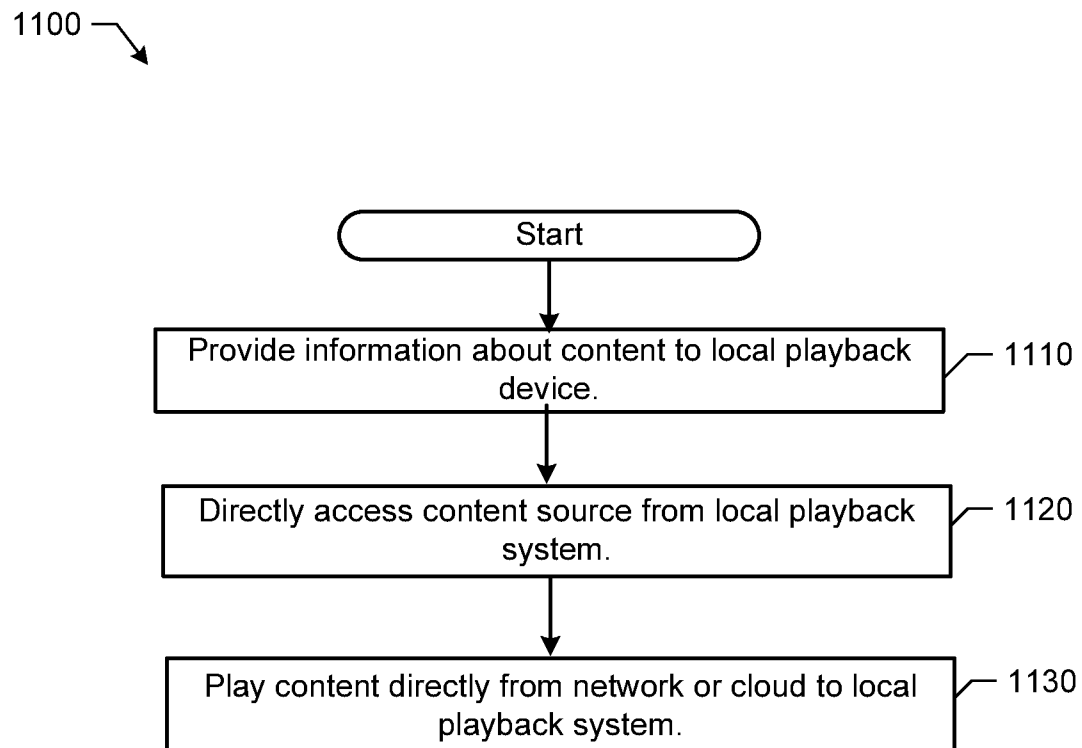 1100
Start
Provide information about content to local playback
device.
1110
Directly access content source from local playback
system.
1120
Play content directly from network or cloud to local
playback system.
1130